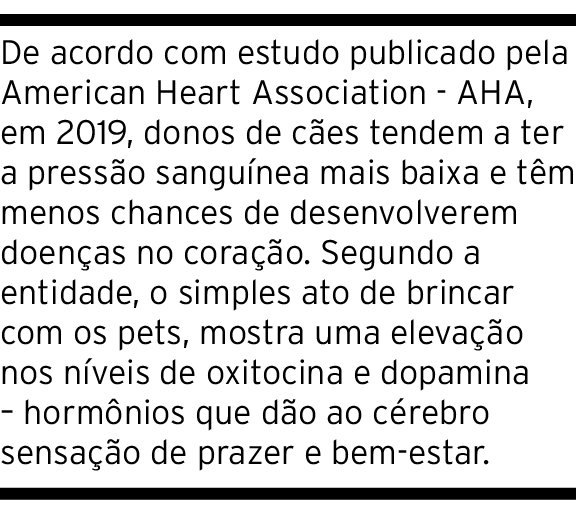 De acordo com estudo publicado pela
American Heart Association - AHA,
em 2019, donos de cães tendem a ter
a pressão sanguínea mais baixa e têm
menos chances de desenvolverem
doenças no coração. Segundo a
entidade, o simples ato de brincar
com os pets, mostra uma elevação
nos níveis de oxitocina e dopamina
– hormônios que dão ao cérebro
sensação de prazer e bem-estar.